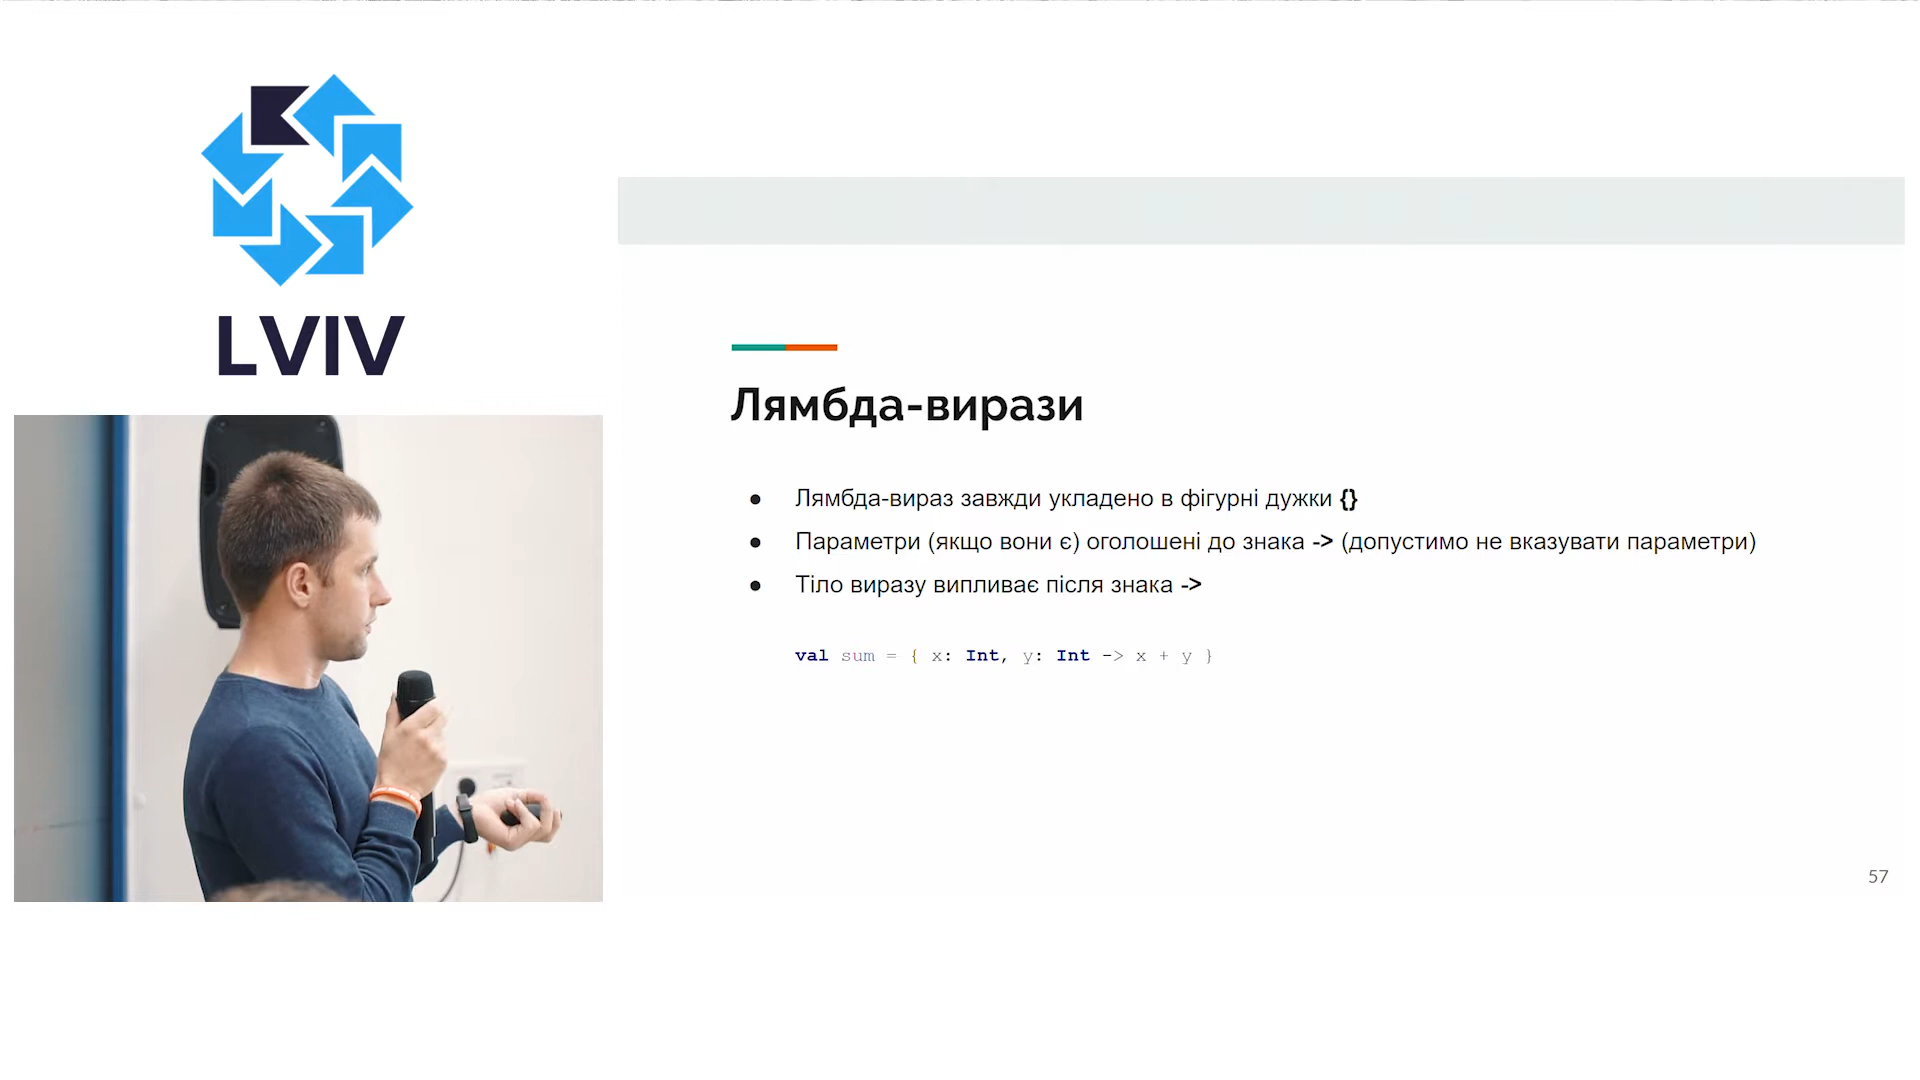 LVIV
Лямбда-вирази
● Лямбда-вираз завжди укладено в фігурні дужки {}
● Параметри (якщо вони є) оголошені до знака -> (допустимо не вказувати параметри)
● Тіло виразу випливає після знака ->
val sum = { x: Int, y: Int -> x + y }
57